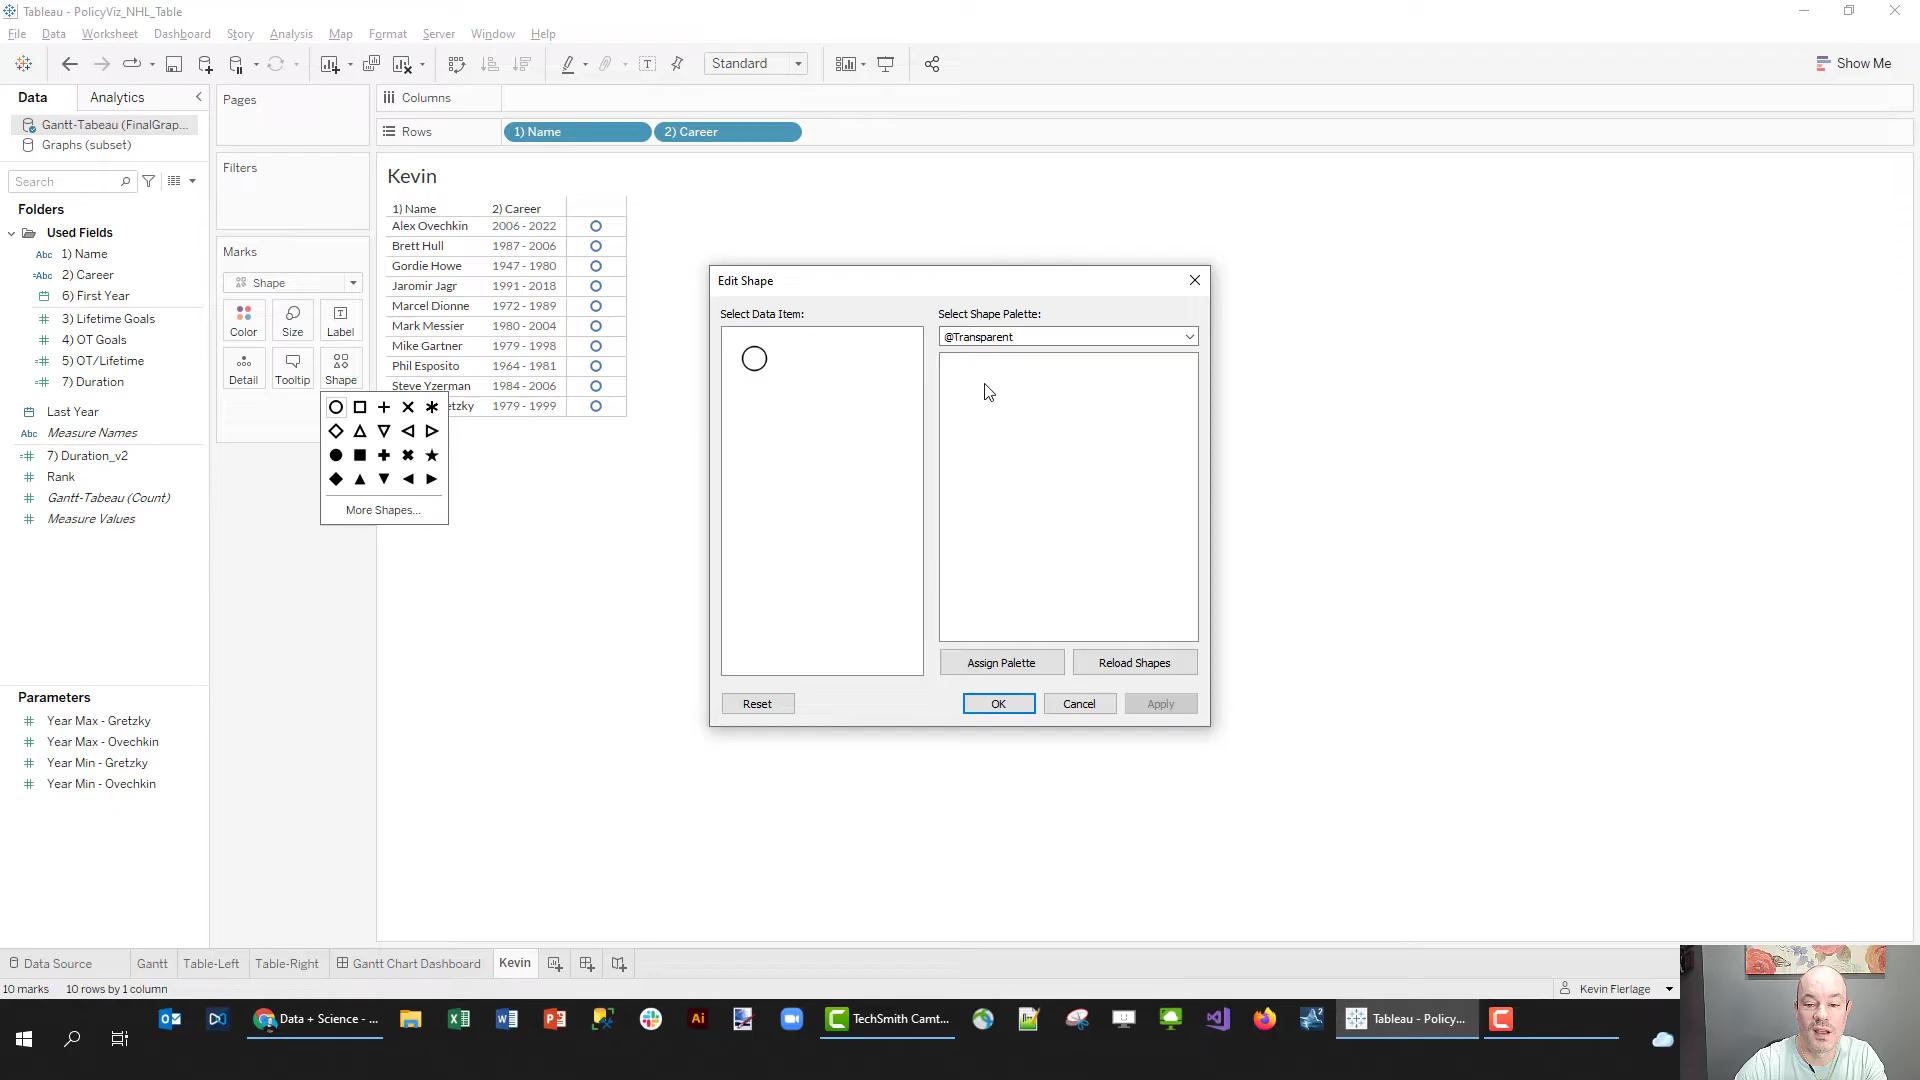 Tableau - PolicyViz_NHL_Table
File Data Worksheet Dashboard Story Analysis Map Format Server Window Help
Standard
Show Me
Data Analytics
Gantt-Tabeau (FinalGrap...
Graphs (subset)
Search
Folders
Used Fields
Abc 1) Name
=Abc 2) Career
6) First Year
3) Lifetime Goals
4) OT Goals
5) OT/Lifetime
7) Duration
Last Year
Abc Measure Names
7) Duration_v2
Rank
Gantt-Tabeau (Count)
Measure Values
Parameters
Year Max - Gretzky
Year Max - Ovechkin
Year Min - Gretzky
Year Min - Ovechkin
Pages
Filters
Marks
Shape
Color Size Label
Detail Tooltip Shape
More Shapes...
Columns
Rows 1) Name 2) Career
Kevin
1) Name 2) Career
Alex Ovechkin 2006 - 2022
Brett Hull 1987 - 2006
Gordie Howe 1947 - 1980
Jaromir Jagr 1991 - 2018
Marcel Dionne 1972 - 1989
Mark Messier 1980 - 2004
Mike Gartner 1979 - 1998
Phil Esposito 1964 - 1981
Steve Yzerman 1984 - 2006
etzky 1979 - 1999
Edit Shape
Select Data Item:
Select Shape Palette:
@Transparent
Assign Palette Reload Shapes
Reset OK Cancel Apply
Data Source Gantt Table-Left Table-Right Gantt Chart Dashboard Kevin
10 marks 10 rows by 1 column
Kevin Flerlage
Data + Science - ...
TechSmith Camt...
Tableau - Policy...